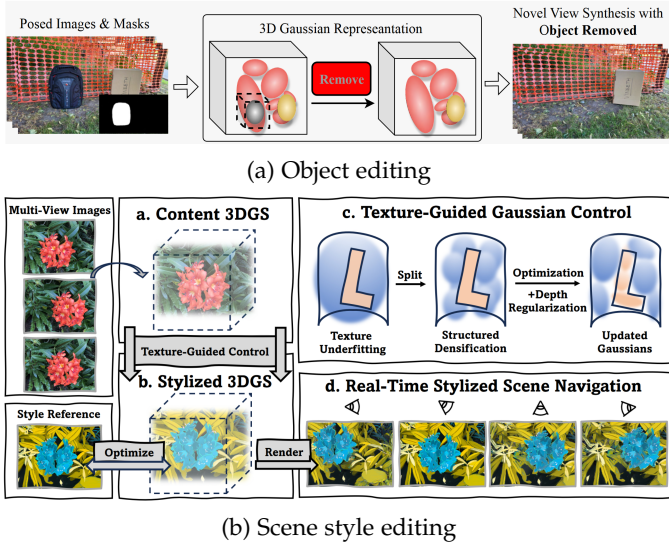 Posed Images & Masks
3D Gaussian Represantation
Novel View Synthesis with
Object Removed
Remove
(a) Object editing
Multi-View Images
a. Content 3DGS
c. Texture-Guided Gaussian Control
Split
Optimization
+Depth
Regularization
Texture
Underfitting
Structured
Densification
Updated
Gaussians
Texture-Guided Control
b. Stylized 3DGS
d. Real-Time Stylized Scene Navigation
Style Reference
Optimize
Render
(b) Scene style editing